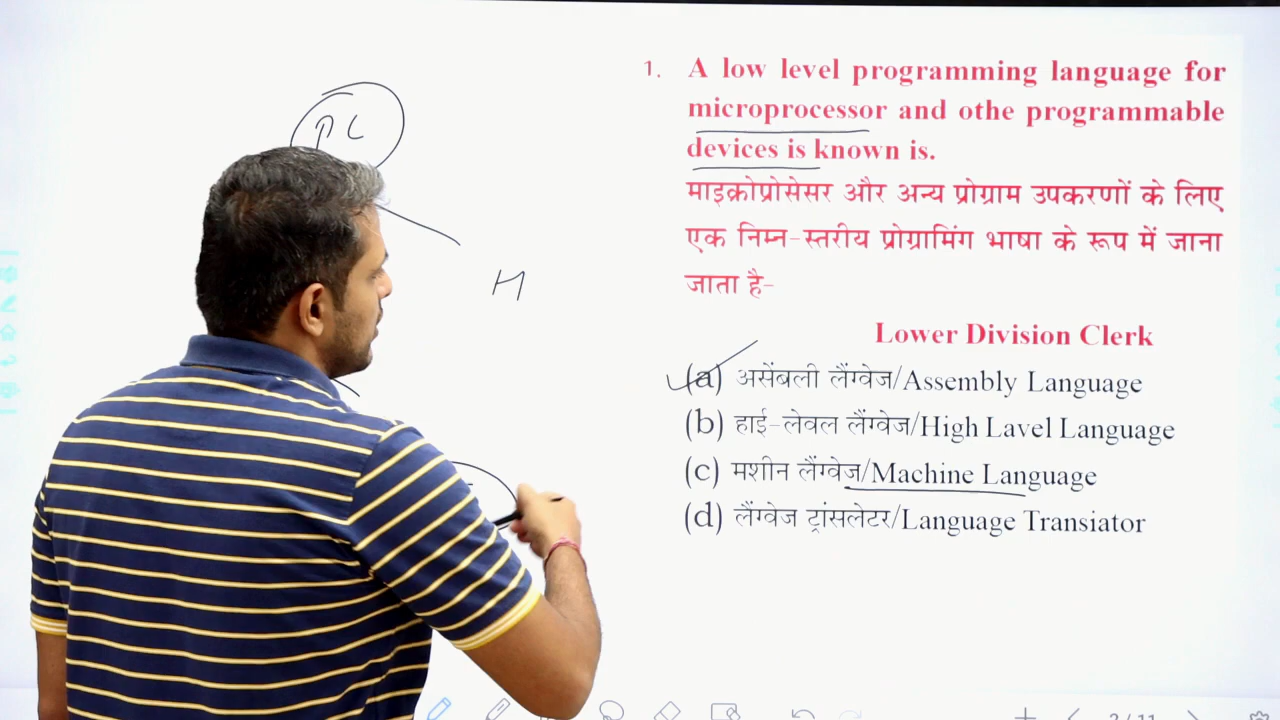 PL
H
1. A low level programming language for
microprocessor and othe programmable
devices is known is.
माइक्रोप्रोसेसर और अन्य प्रोग्राम उपकरणों के लिए
एक निम्न-स्तरीय प्रोग्रामिंग भाषा के रूप में जाना
जाता है-
Lower Division Clerk
(a) असेंबली लैंग्वेज/Assembly Language
(b) हाई-लेवल लैंग्वेज/High Lavel Language
(c) मशीन लैंग्वेज/Machine Language
(d) लैंग्वेज ट्रांसलेटर/Language Transiator